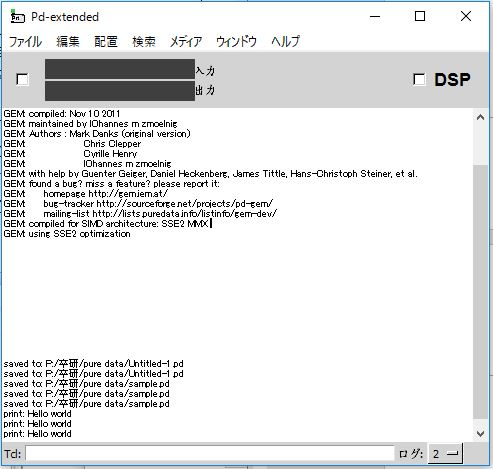 Pd-extended
ファイル 編集 配置 検索 メディア ウィンドウ ヘルプ
入力
出力
DSP
GEM: compiled: Nov 10 2011
GEM: maintained by IOhannes m zmoelnig
GEM: Authors : Mark Danks (original version)
GEM: Chris Clepper
GEM: Cyrille Henry
GEM: IOhannes m zmoelnig
GEM: with help by Guenter Geiger, Daniel Heckenberg, James Tittle, Hans-Christoph Steiner, et al.
GEM: found a bug? miss a feature? please report it:
GEM: homepage http://gem.iem.at/
GEM: bug-tracker http://sourceforge.net/projects/pd-gem/
GEM: mailing-list http://lists.puredata.info/listinfo/gem-dev/
GEM: compiled for SIMD architecture: SSE2 MMX
GEM: using SSE2 optimization
saved to: P:/卒研/pure data/Untitled-1.pd
saved to: P:/卒研/pure data/Untitled-1.pd
saved to: P:/卒研/pure data/sample.pd
saved to: P:/卒研/pure data/sample.pd
saved to: P:/卒研/pure data/sample.pd
print: Hello world
print: Hello world
print: Hello world
Tcl: ログ: 2